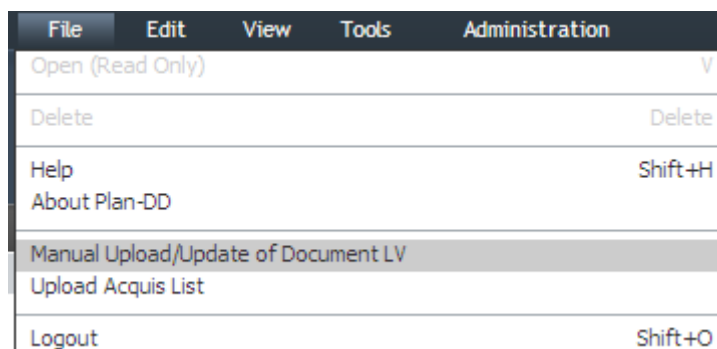 File Edit View Tools Administration
Open (Read Only) V
Delete Delete
Help Shift+H
About Plan-DD
Manual Upload/Update of Document LV
Upload Acquis List
Logout Shift+O